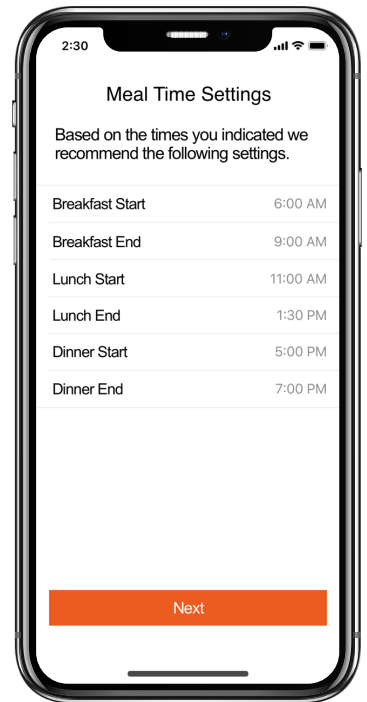 2:30
Meal Time Settings
Based on the times you indicated we
recommend the following settings.
Breakfast Start 6:00 AM
Breakfast End 9:00 AM
Lunch Start 11:00 AM
Lunch End 1:30 PM
Dinner Start 5:00 PM
Dinner End 7:00 PM
Next